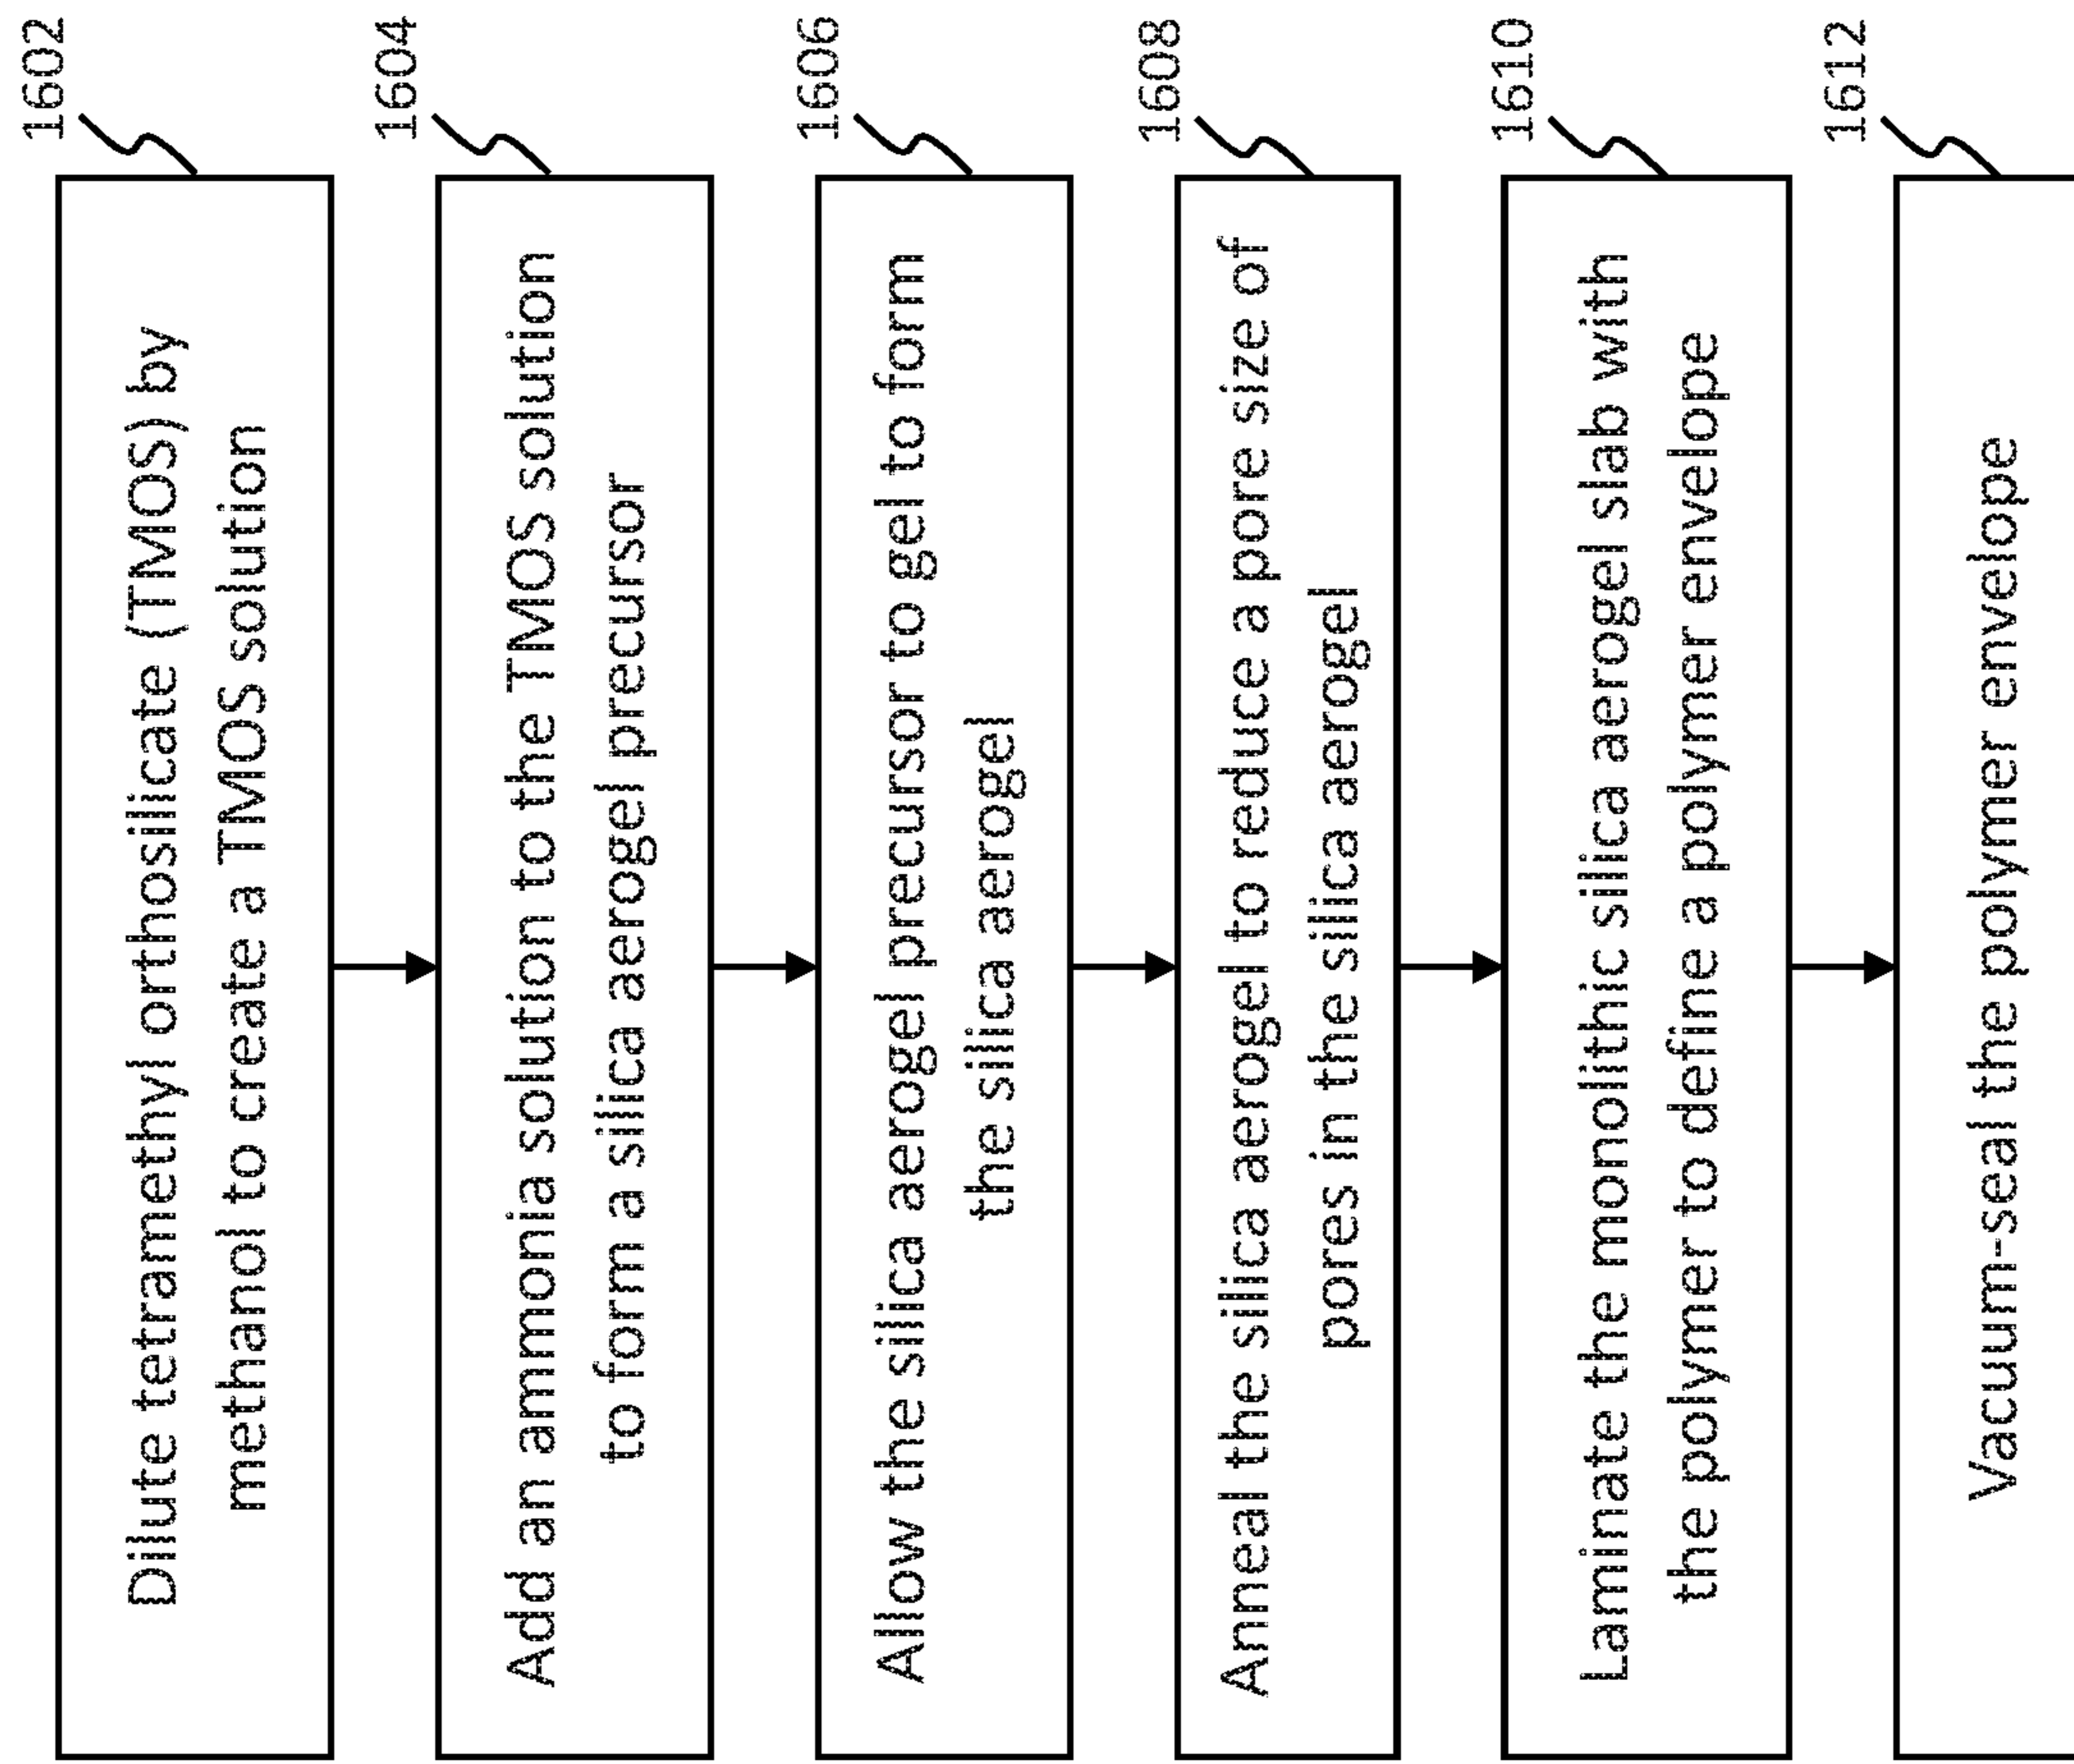 1602
Dilute tetramethyl orthosilicate (TMOS) by
methanol to create a TMOS solution
1604
Add an ammonia solution to the TMOS solution
to form a silica aerogel precursor
1606
Allow the silica aerogel precursor to gel to form
the silica aerogel
1608
Anneal the silica aerogel to reduce a pore size of
pores in the silica aerogel
1610
Laminate the monolithic silica aerogel slab with
the polymer to define a polymer envelope
1612
Vacuum-seal the polymer envelope